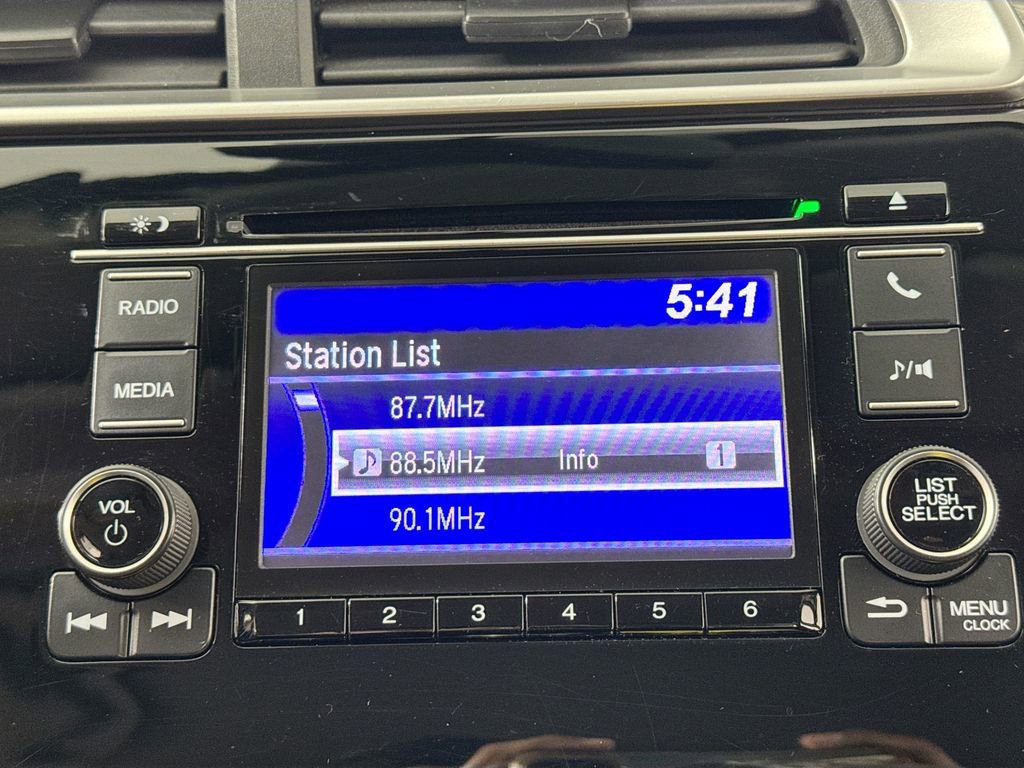 5:41
RADIO
Station List
MEDIA
87.7MHz
88.5MHz Info 1
90.1MHz
VOL
LIST
PUSH
SELECT
1 2 3 4 5 6
MENU
CLOCK